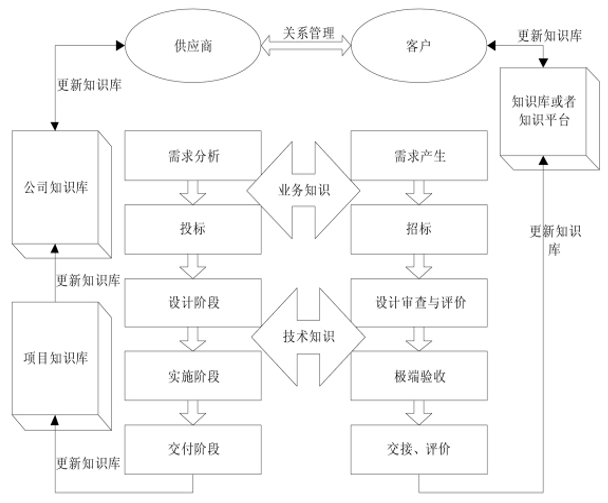 供应商
关系管理
客户
更新知识库
更新知识库
知识库或者
知识平台
公司知识库
需求分析
业务知识
需求产生
投标
招标
更新知识
库
更新知识库
设计阶段
设计审查与评价
技术知识
项目知识库
实施阶段
极端验收
交付阶段
交接、评价
更新知识库